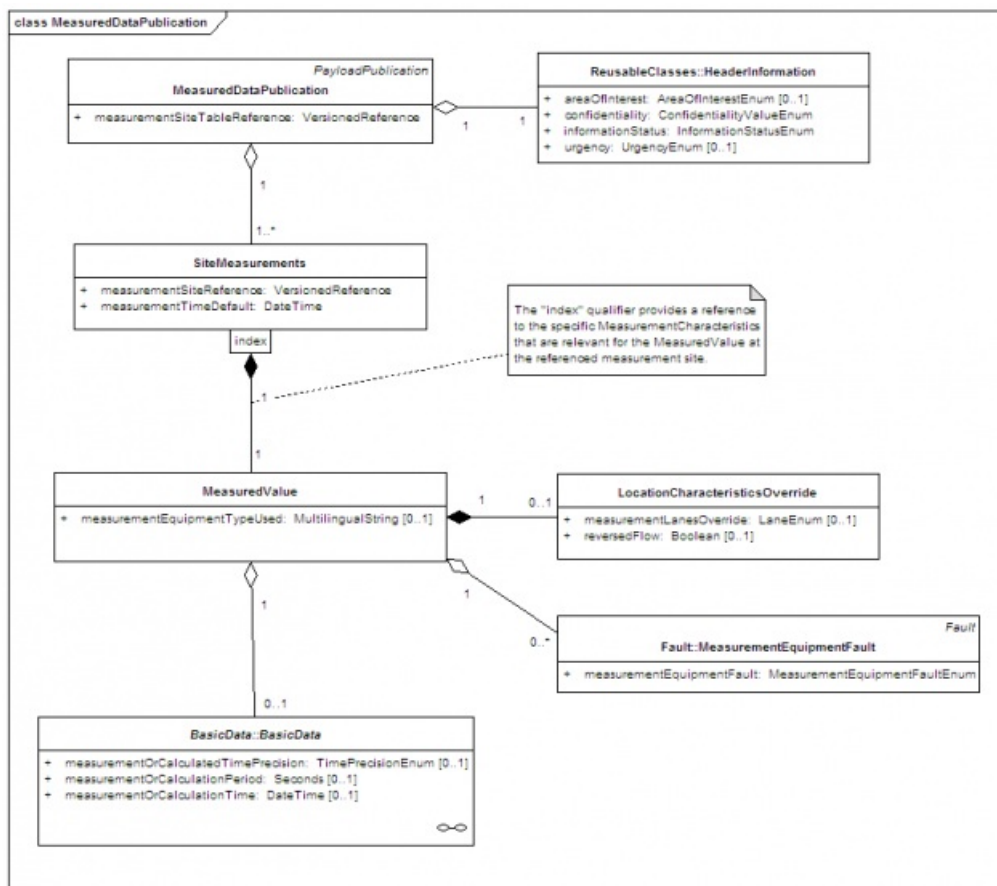 class MeasuredDataPublication
PayloadPublication
MeasuredDataPublication
+ measurementSiteTableReference: VersionedReference
ReusableClasses::HeaderInformation
+ areaOfInterest: AreaOfInterestEnum [0..1]
+ confidentiality: ConfidentialityValueEnum
+ informationStatus: InformationStatusEnum
+ urgency: UrgencyEnum [0..1]
1
1
1
1..*
SiteMeasurements
+ measurementSiteReference: VersionedReference
+ measurementTimeDefault: DateTime
index
The "index" qualifier provides a reference
to the specific MeasurementCharacteristics
that are relevant for the MeasuredValue at
the referenced measurement site.
1
1
MeasuredValue
+ measurementEquipmentTypeUsed: MultilingualString [0..1]
1
0..1
LocationCharacteristicsOverride
+ measurementLanesOverride: LaneEnum [0..1]
+ reversedFlow: Boolean [0..1]
1
1
0..*
Fault
Fault::MeasurementEquipmentFault
+ measurementEquipmentFault: MeasurementEquipmentFaultEnum
0..1
BasicData::BasicData
+ measurementOrCalculatedTimePrecision: TimePrecisionEnum [0..1]
+ measurementOrCalculationPeriod: Seconds [0..1]
+ measurementOrCalculationTime: DateTime [0..1]